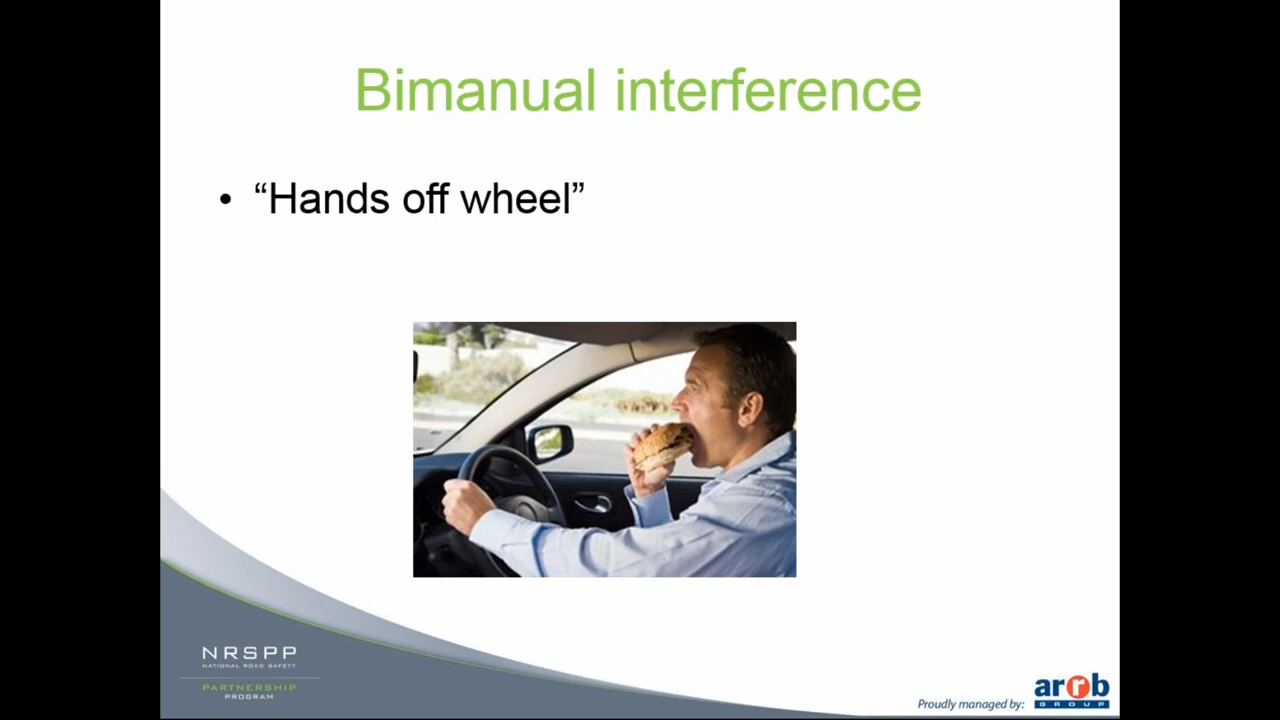 Bimanual interference
• “Hands off wheel”
NRSPP
NATIONAL ROAD SAFETY
PARTNERSHIP
PROGRAM
Proudly managed by:
arrb
GROUP